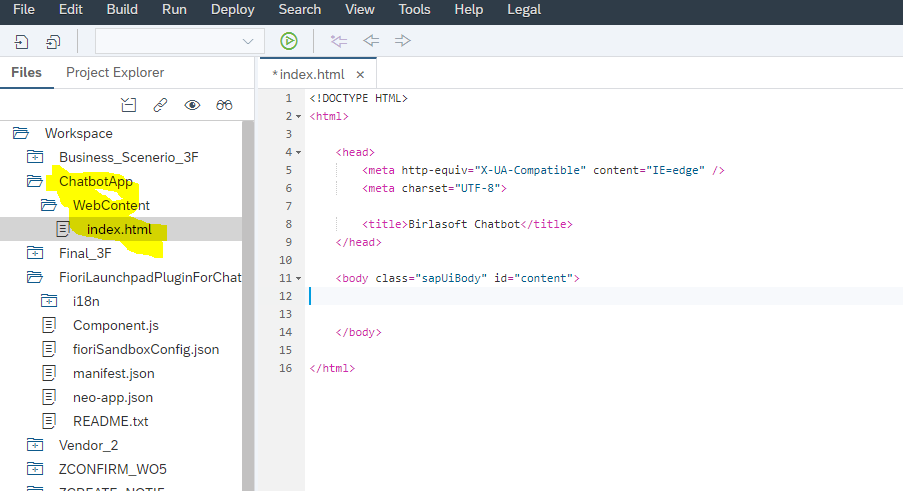 File Edit Build Run Deploy Search View Tools Help Legal
Files Project Explorer
*index.html ×
Workspace
Business_Scenerio_3F
ChatbotApp
WebContent
index.html
Final_3F
FioriLaunchpadPluginForChat
i18n
Component.js
fioriSandboxConfig.json
manifest.json
neo-app.json
README.txt
Vendor_2
ZCONFIRM_WO5
ZCREATE_NOTIF
1 <!DOCTYPE HTML>
2 <html>
3
4 <head>
5 <meta http-equiv="X-UA-Compatible" content="IE=edge" />
6 <meta charset="UTF-8">
7
8 <title>Birlasoft Chatbot</title>
9 </head>
10
11 <body class="sapUiBody" id="content">
12
13
14 </body>
15
16 </html>